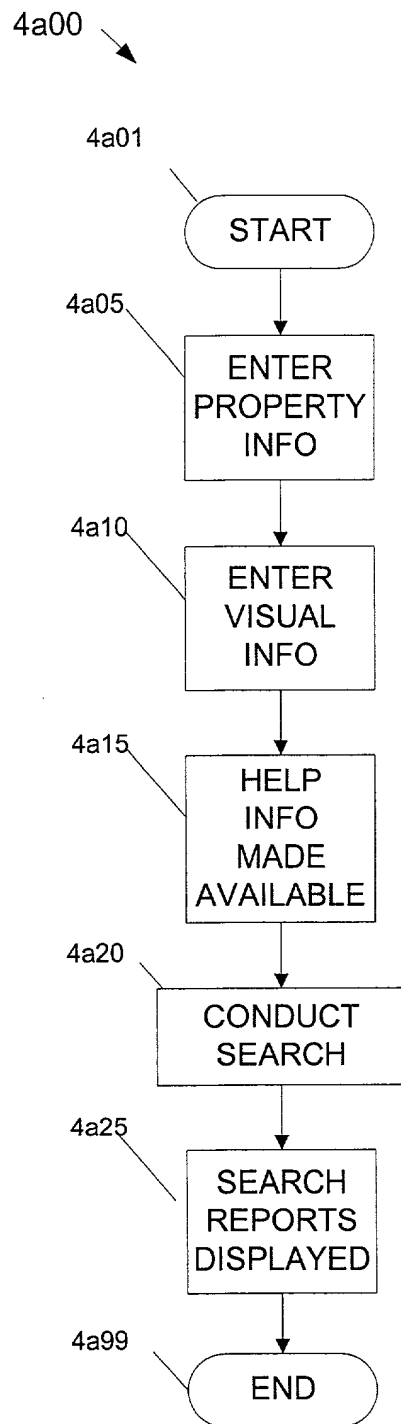 4a00
4a01
START
4a05
ENTER
PROPERTY
INFO
4a10
ENTER
VISUAL
INFO
4a15
HELP
INFO
MADE
AVAILABLE
4a20
CONDUCT
SEARCH
4a25
SEARCH
REPORTS
DISPLAYED
4a99
END